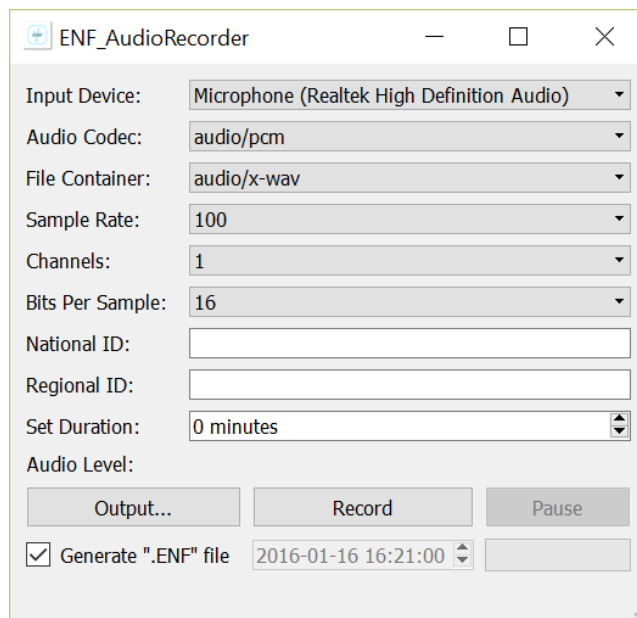 ENF_AudioRecorder
Input Device: Microphone (Realtek High Definition Audio)
Audio Codec: audio/pcm
File Container: audio/x-wav
Sample Rate: 100
Channels: 1
Bits Per Sample: 16
National ID:
Regional ID:
Set Duration: 0 minutes
Audio Level:
Output... Record Pause
Generate ".ENF" file 2016-01-16 16:21:00